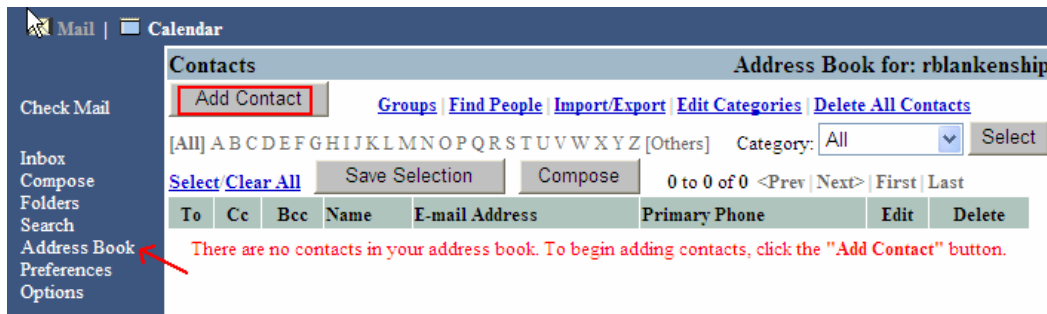 Mail | Calendar
Contacts Address Book for: rblankenship
Check Mail
Inbox
Compose
Folders
Search
Address Book
Preferences
Options
Add Contact Groups | Find People | Import/Export | Edit Categories | Delete All Contacts
[All] A B C D E F G H I J K L M N O P Q R S T U V W X Y Z [Others] Category: All Select
Select/Clear All Save Selection Compose 0 to 0 of 0 <Prev | Next> | First | Last
To Cc Bcc Name E-mail Address Primary Phone Edit Delete
There are no contacts in your address book. To begin adding contacts, click the "Add Contact" button.